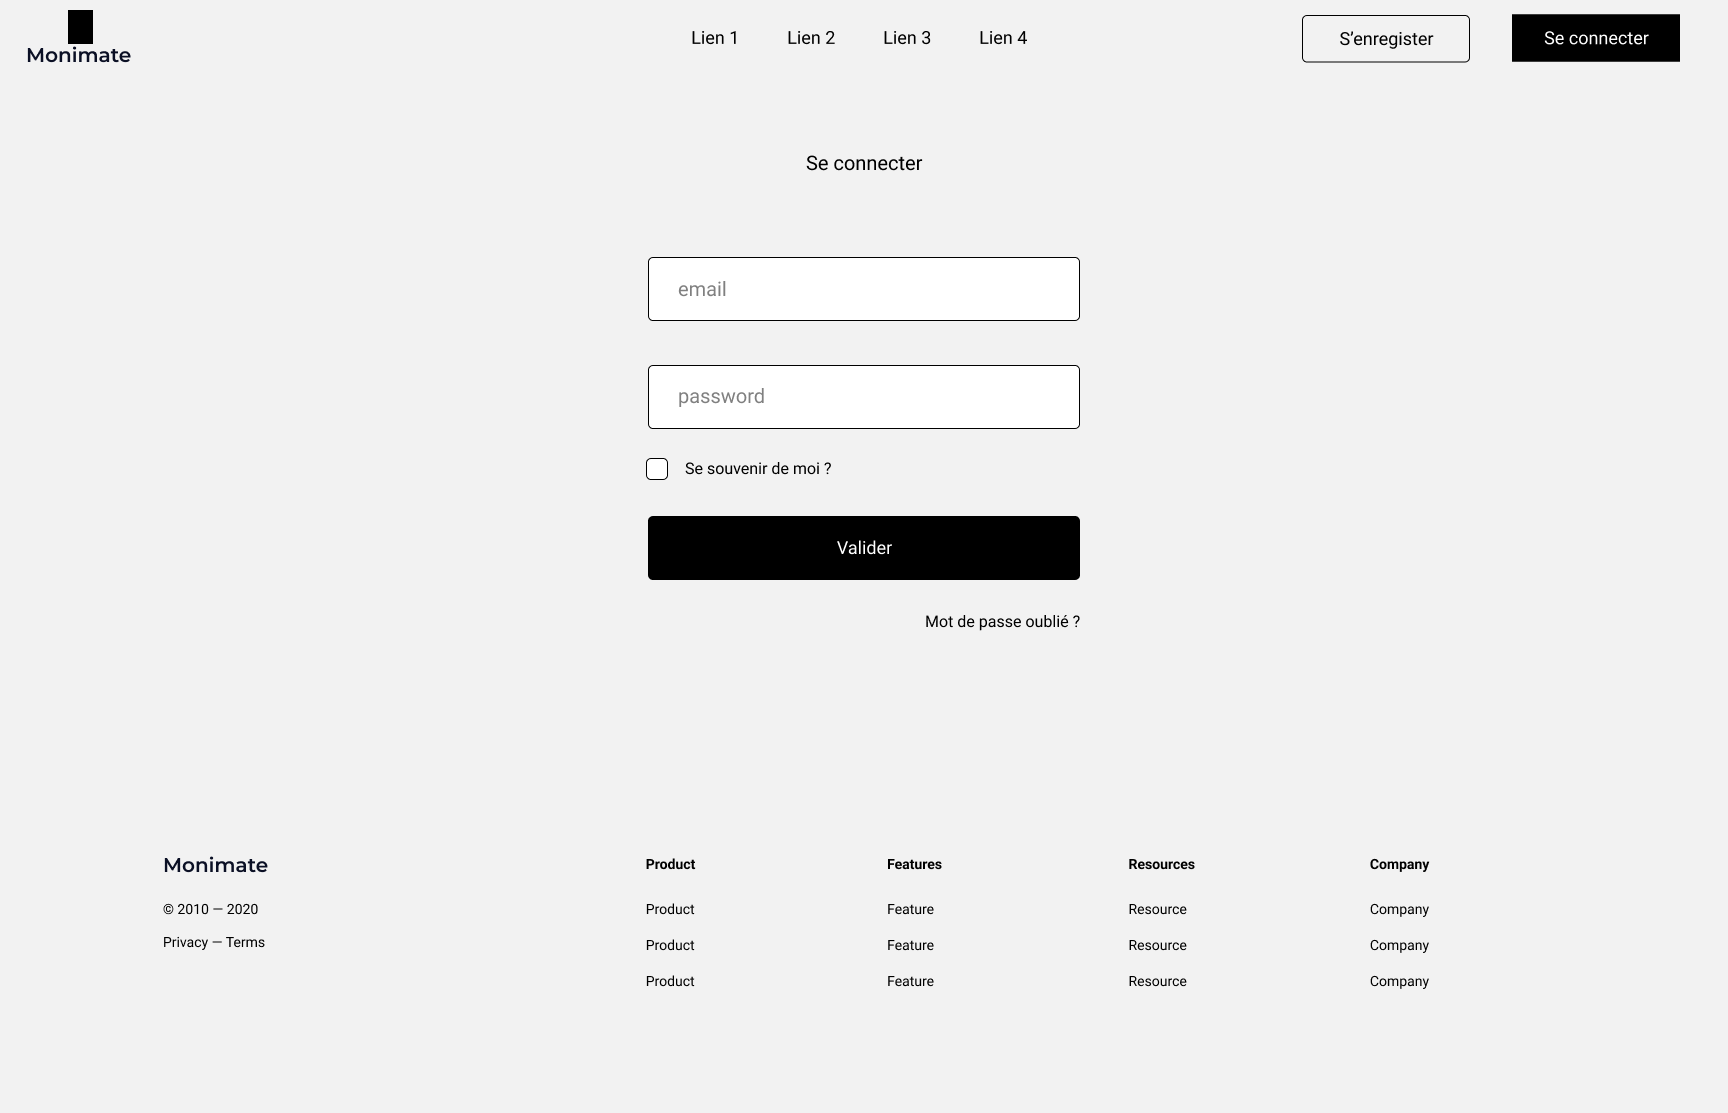 Monimate
Lien 1
Lien 2
Lien 3
Lien 4
S’enregister
Se connecter
Se connecter
email
password
Se souvenir de moi ?
Valider
Mot de passe oublié ?
Monimate
© 2010 — 2020
Privacy — Terms
Product
Product
Product
Product
Features
Feature
Feature
Feature
Resources
Resource
Resource
Resource
Company
Company
Company
Company